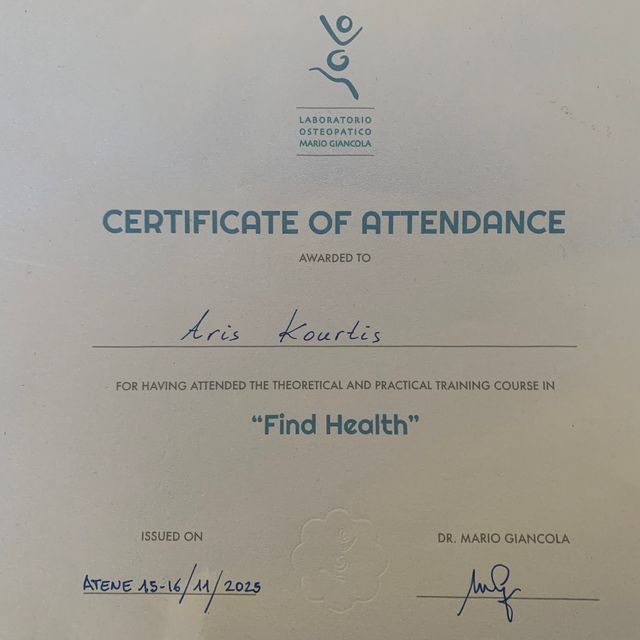 LABORATORIO
OSTEOPATICO
MARIO GIANCOLA
CERTIFICATE OF ATTENDANCE
AWARDED TO
Aris Kourtis
FOR HAVING ATTENDED THE THEORETICAL AND PRACTICAL TRAINING COURSE IN
“Find Health”
ISSUED ON
DR. MARIO GIANCOLA
ATENE 15-16/11/2025